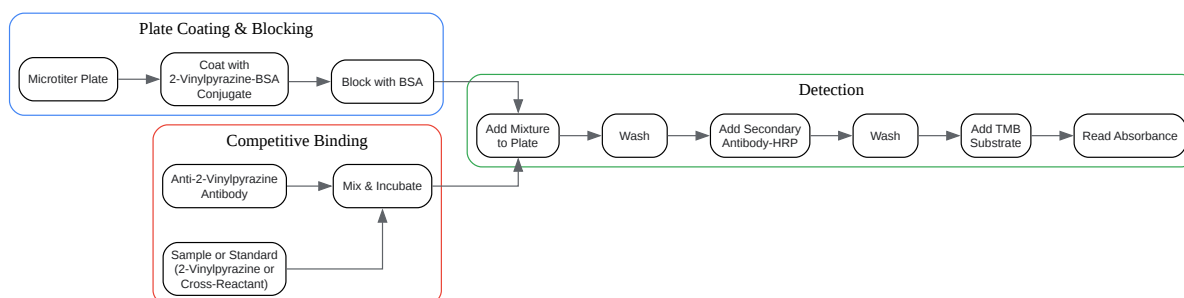 Plate Coating & Blocking
Microtiter Plate
Coat with
2-Vinylpyrazine-BSA
Conjugate
Block with BSA
Competitive Binding
Anti-2-Vinylpyrazine
Antibody
Mix & Incubate
Sample or Standard
(2-Vinylpyrazine or
Cross-Reactant)
Detection
Add Mixture
to Plate
Wash
Add Secondary
Antibody-HRP
Wash
Add TMB
Substrate
Read Absorbance